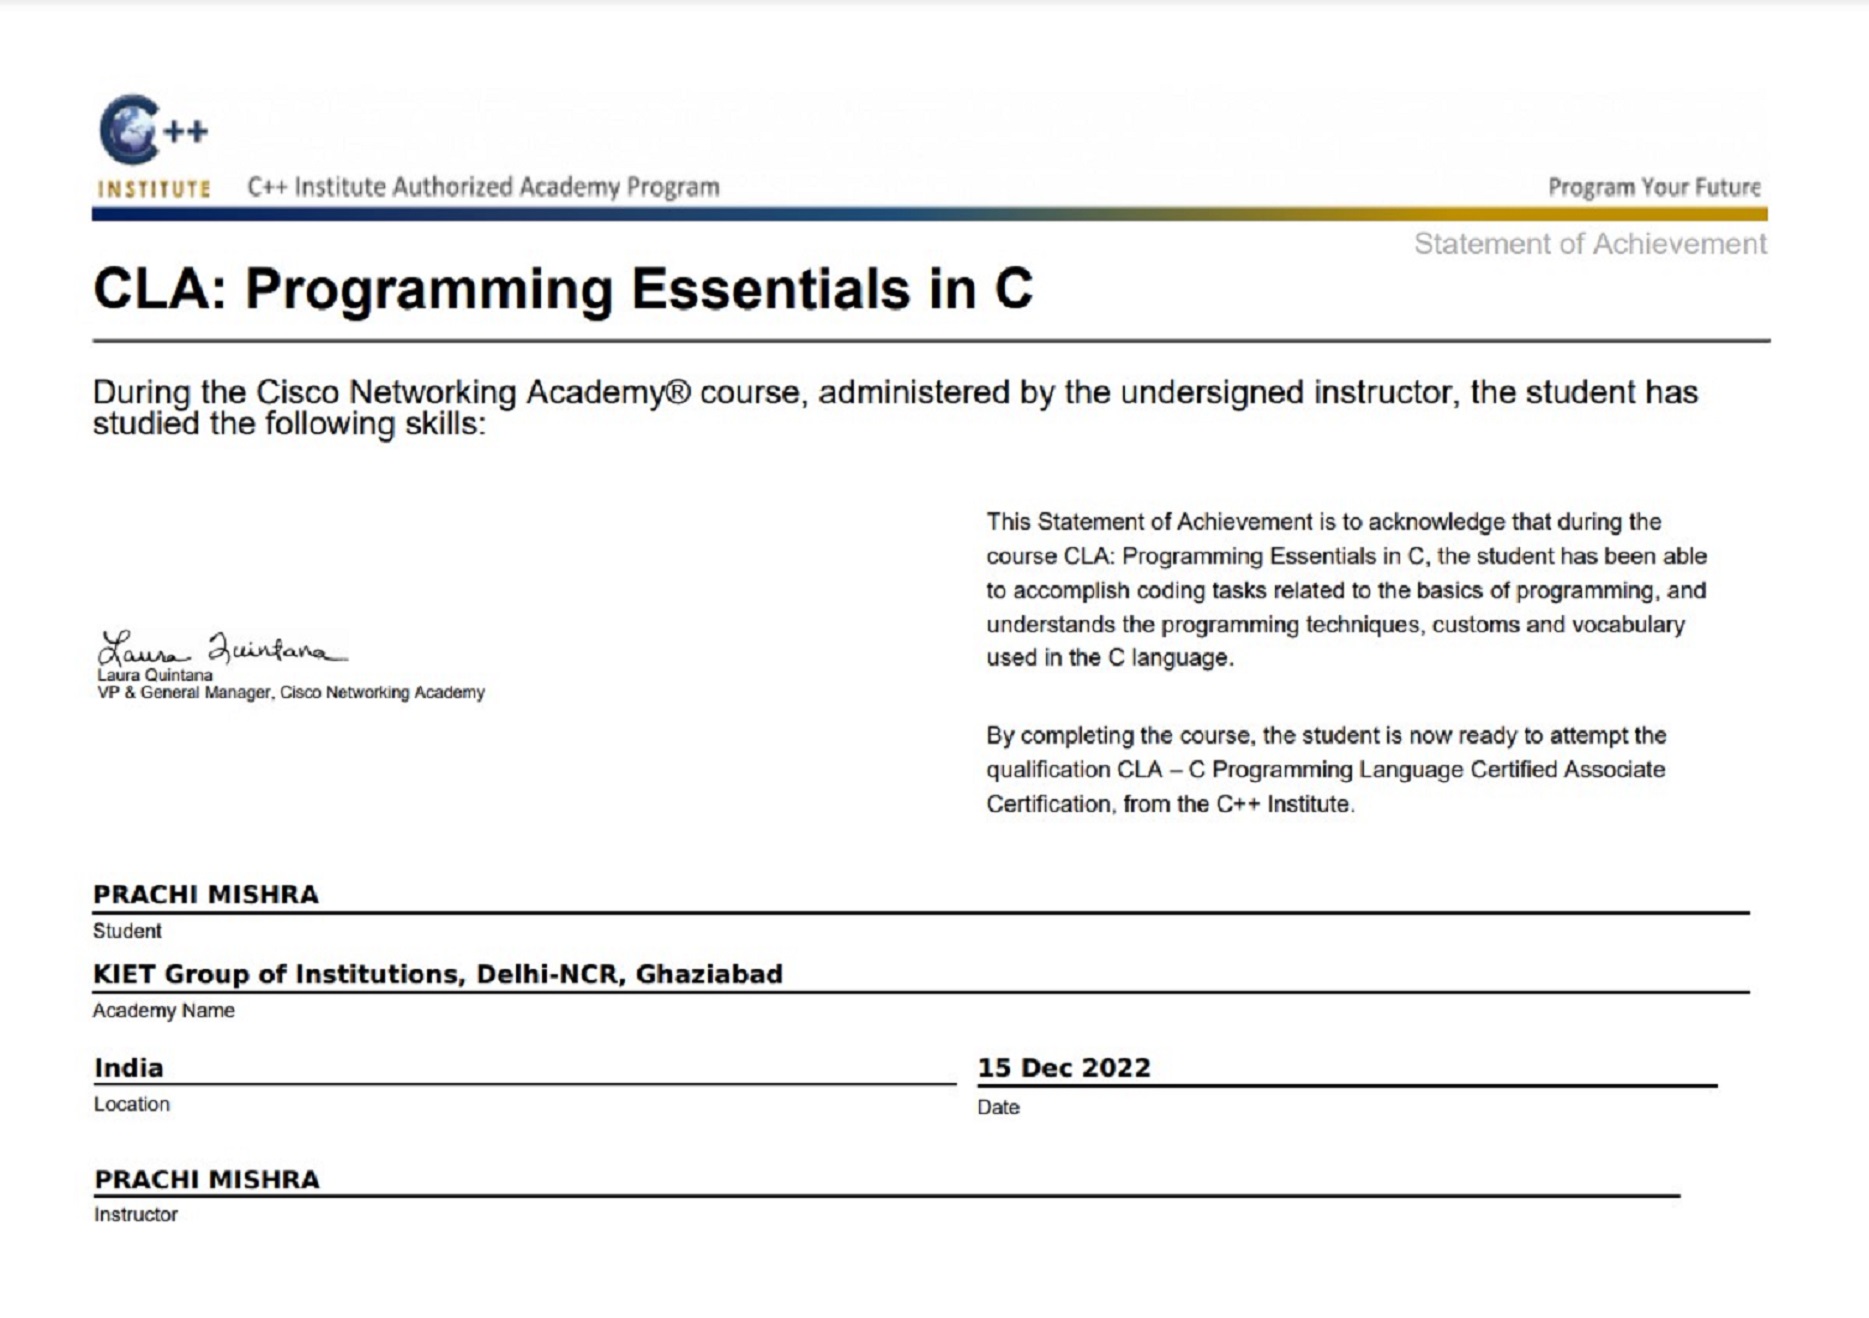 C++
INSTITUTE C++ Institute Authorized Academy Program Program Your Future
Statement of Achievement
CLA: Programming Essentials in C
During the Cisco Networking Academy® course, administered by the undersigned instructor, the student has
studied the following skills:
This Statement of Achievement is to acknowledge that during the
course CLA: Programming Essentials in C, the student has been able
to accomplish coding tasks related to the basics of programming, and
understands the programming techniques, customs and vocabulary
used in the C language.
Laura Quintana
Laura Quintana
VP & General Manager, Cisco Networking Academy
By completing the course, the student is now ready to attempt the
qualification CLA – C Programming Language Certified Associate
Certification, from the C++ Institute.
PRACHI MISHRA
Student
KIET Group of Institutions, Delhi-NCR, Ghaziabad
Academy Name
India
Location
15 Dec 2022
Date
PRACHI MISHRA
Instructor